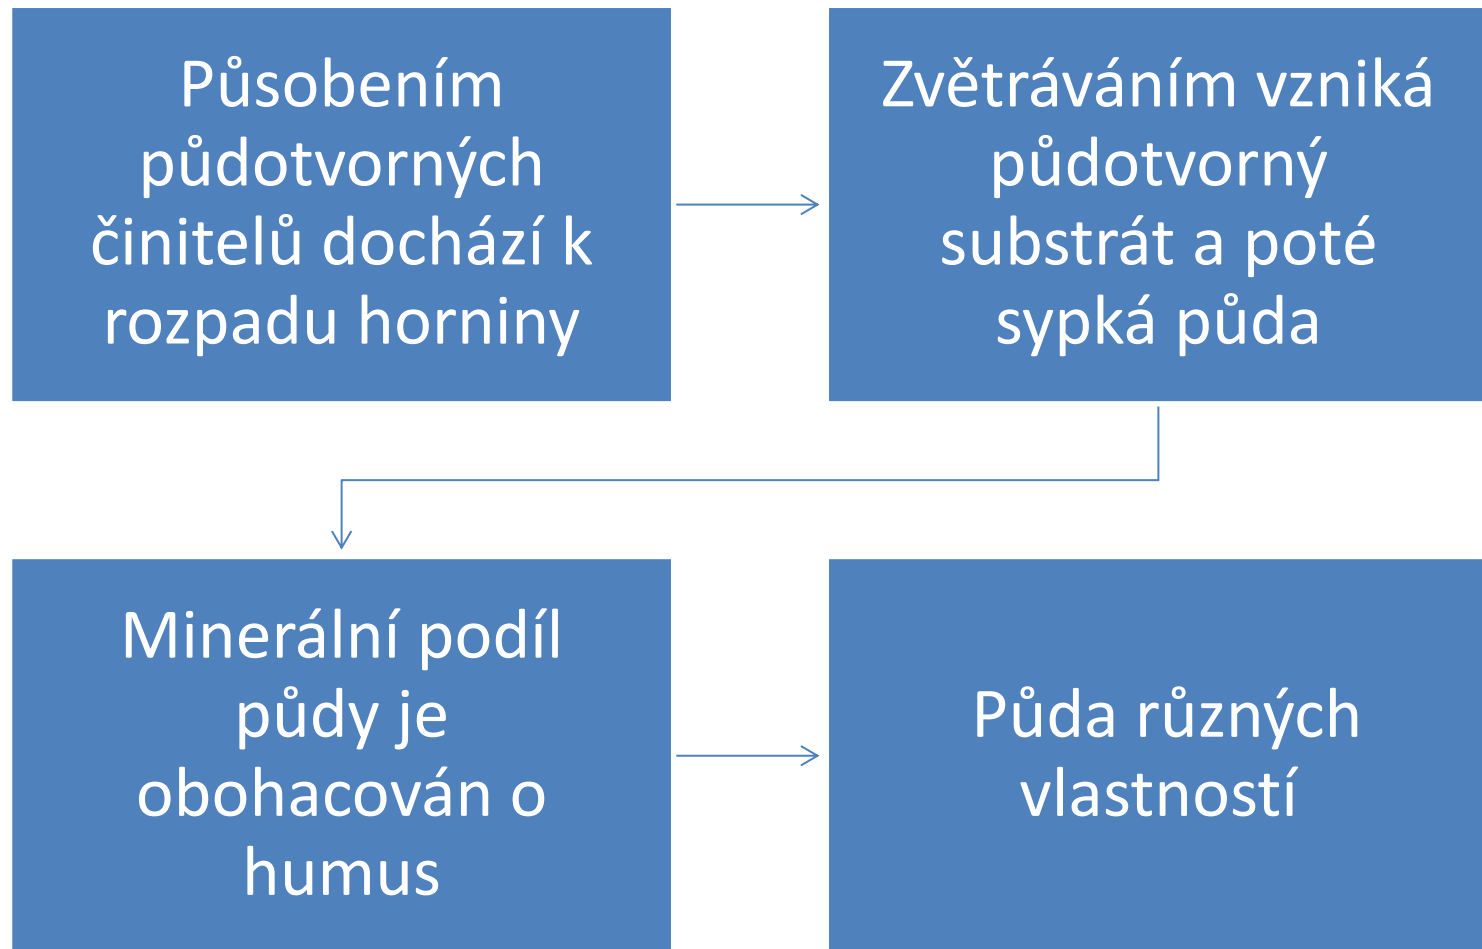 Působením
půdotvorných
činitelů dochází k
rozpadu horniny
Zvětráváním vzniká
půdotvorný
substrát a poté
sypká půda
Minerální podíl
půdy je
obohacován o
humus
Půda různých
vlastností